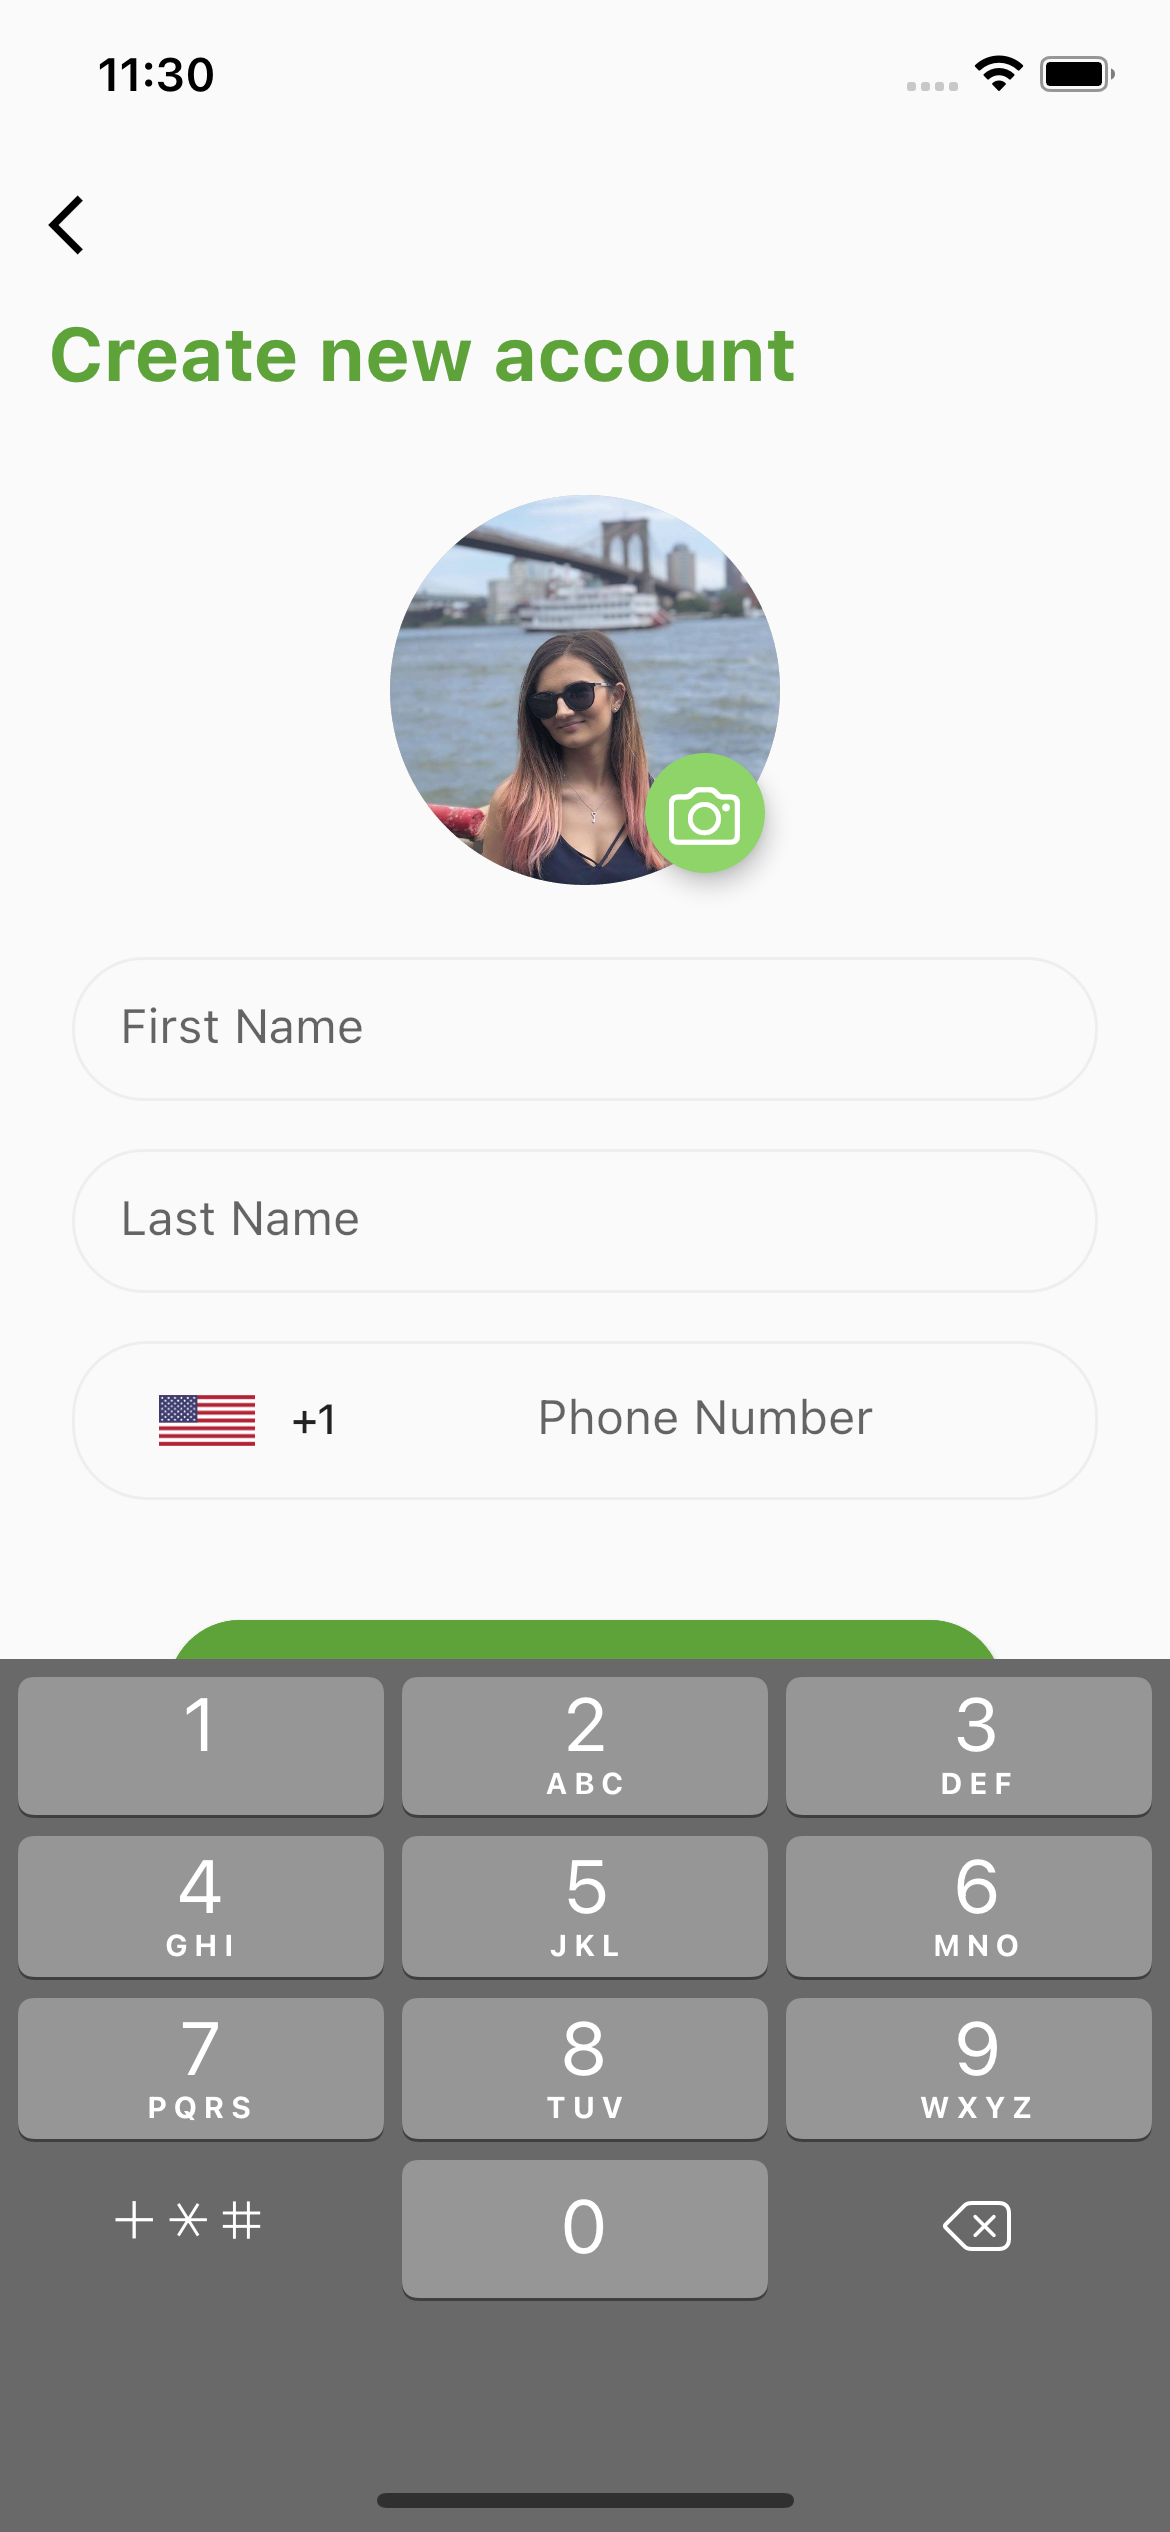 11:30
Create new account
First Name
Last Name
+1 Phone Number
1 2 3
ABC DEF
4 5 6
GHI JKL MNO
7 8 9
PQRS TUV WXYZ
+*# 0